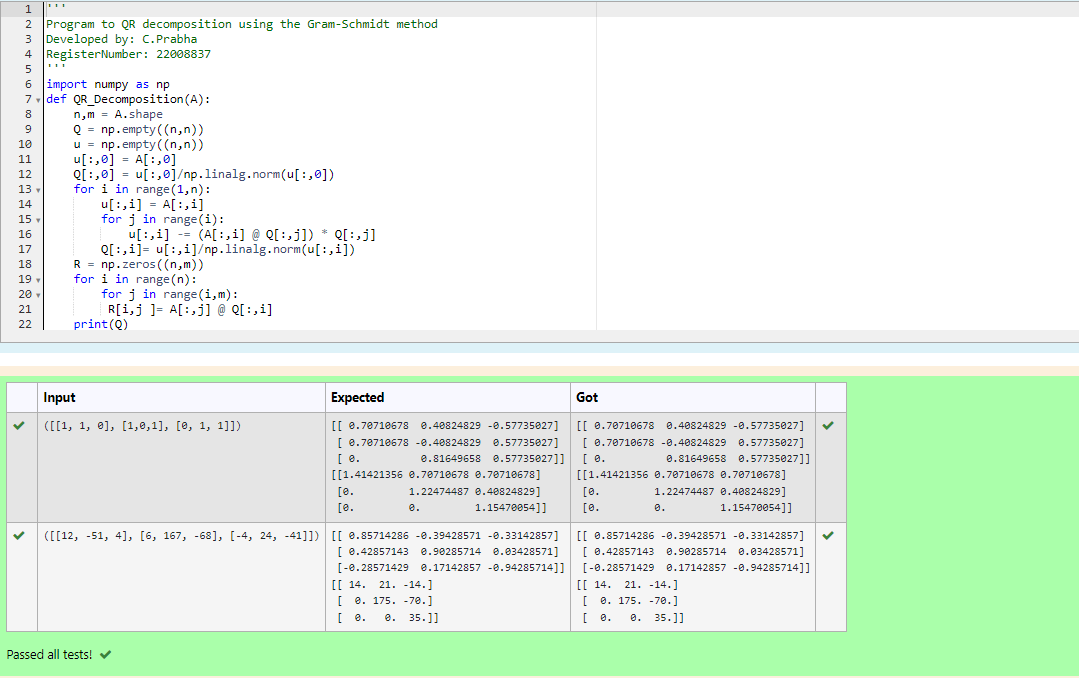 1 '''
2 Program to QR decomposition using the Gram-Schmidt method
3 Developed by: C.Prabha
4 RegisterNumber: 22008837
5 '''
6 import numpy as np
7 def QR_Decomposition(A):
8     n,m = A.shape
9     Q = np.empty((n,n))
10     u = np.empty((n,n))
11     u[:,0] = A[:,0]
12     Q[:,0] = u[:,0]/np.linalg.norm(u[:,0])
13     for i in range(1,n):
14         u[:,i] = A[:,i]
15         for j in range(i):
16             u[:,i] -= (A[:,i] @ Q[:,j]) * Q[:,j]
17         Q[:,i]= u[:,i]/np.linalg.norm(u[:,i])
18     R = np.zeros((n,m))
19     for i in range(n):
20         for j in range(i,m):
21          R[i,j ]= A[:,j] @ Q[:,i]
22     print(Q)
Input Expected Got
([[1, 1, 0], [1,0,1], [0, 1, 1]]) [[ 0.70710678  0.40824829 -0.57735027] [[ 0.70710678  0.40824829 -0.57735027]
[ 0.70710678 -0.40824829  0.57735027] [ 0.70710678 -0.40824829  0.57735027]
[ 0.          0.81649658  0.57735027]] [ 0.          0.81649658  0.57735027]]
[[1.41421356 0.70710678 0.70710678] [[1.41421356 0.70710678 0.70710678]
[0.         1.22474487 0.40824829] [0.         1.22474487 0.40824829]
[0.         0.         1.15470054]] [0.         0.         1.15470054]]
([[12, -51, 4], [6, 167, -68], [-4, 24, -41]]) [[ 0.85714286 -0.39428571 -0.33142857] [[ 0.85714286 -0.39428571 -0.33142857]
[ 0.42857143  0.90285714  0.03428571] [ 0.42857143  0.90285714  0.03428571]
[-0.28571429  0.17142857 -0.94285714]] [-0.28571429  0.17142857 -0.94285714]]
[[ 14.  21. -14.] [[ 14.  21. -14.]
[  0. 175. -70.] [  0. 175. -70.]
[  0.   0.  35.]] [  0.   0.  35.]]
Passed all tests!